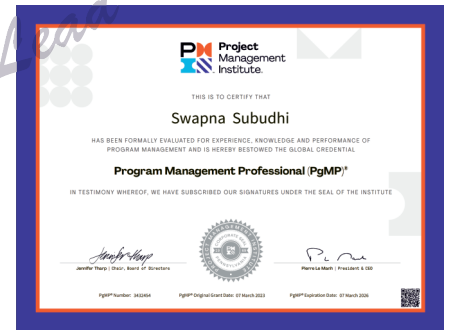 Lead
Project
Management
Institute.
THIS IS TO CERTIFY THAT
Swapna Subudhi
HAS BEEN FORMALLY EVALUATED FOR EXPERIENCE, KNOWLEDGE AND PERFORMANCE OF
PROGRAM MANAGEMENT AND IS HEREBY BESTOWED THE GLOBAL CREDENTIAL
Program Management Professional (PgMP)®
IN TESTIMONY WHEREOF, WE HAVE SUBSCRIBED OUR SIGNATURES UNDER THE SEAL OF THE INSTITUTE
Jennifer Tharp | Chair, Board of Directors
Pierre Le Manh | President & CEO
PgMP® Number: 3452454
PgMP® Original Grant Date: 07 March 2023
PgMP® Expiration Date: 07 March 2026